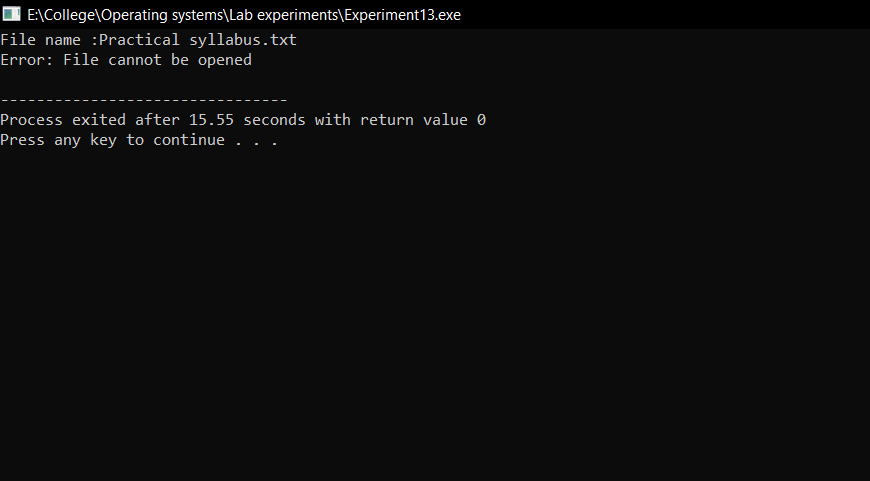 E:\College\Operating systems\Lab experiments\Experiment13.exe
File name :Practical syllabus.txt
Error: File cannot be opened
--------------------------------
Process exited after 15.55 seconds with return value 0
Press any key to continue . . .